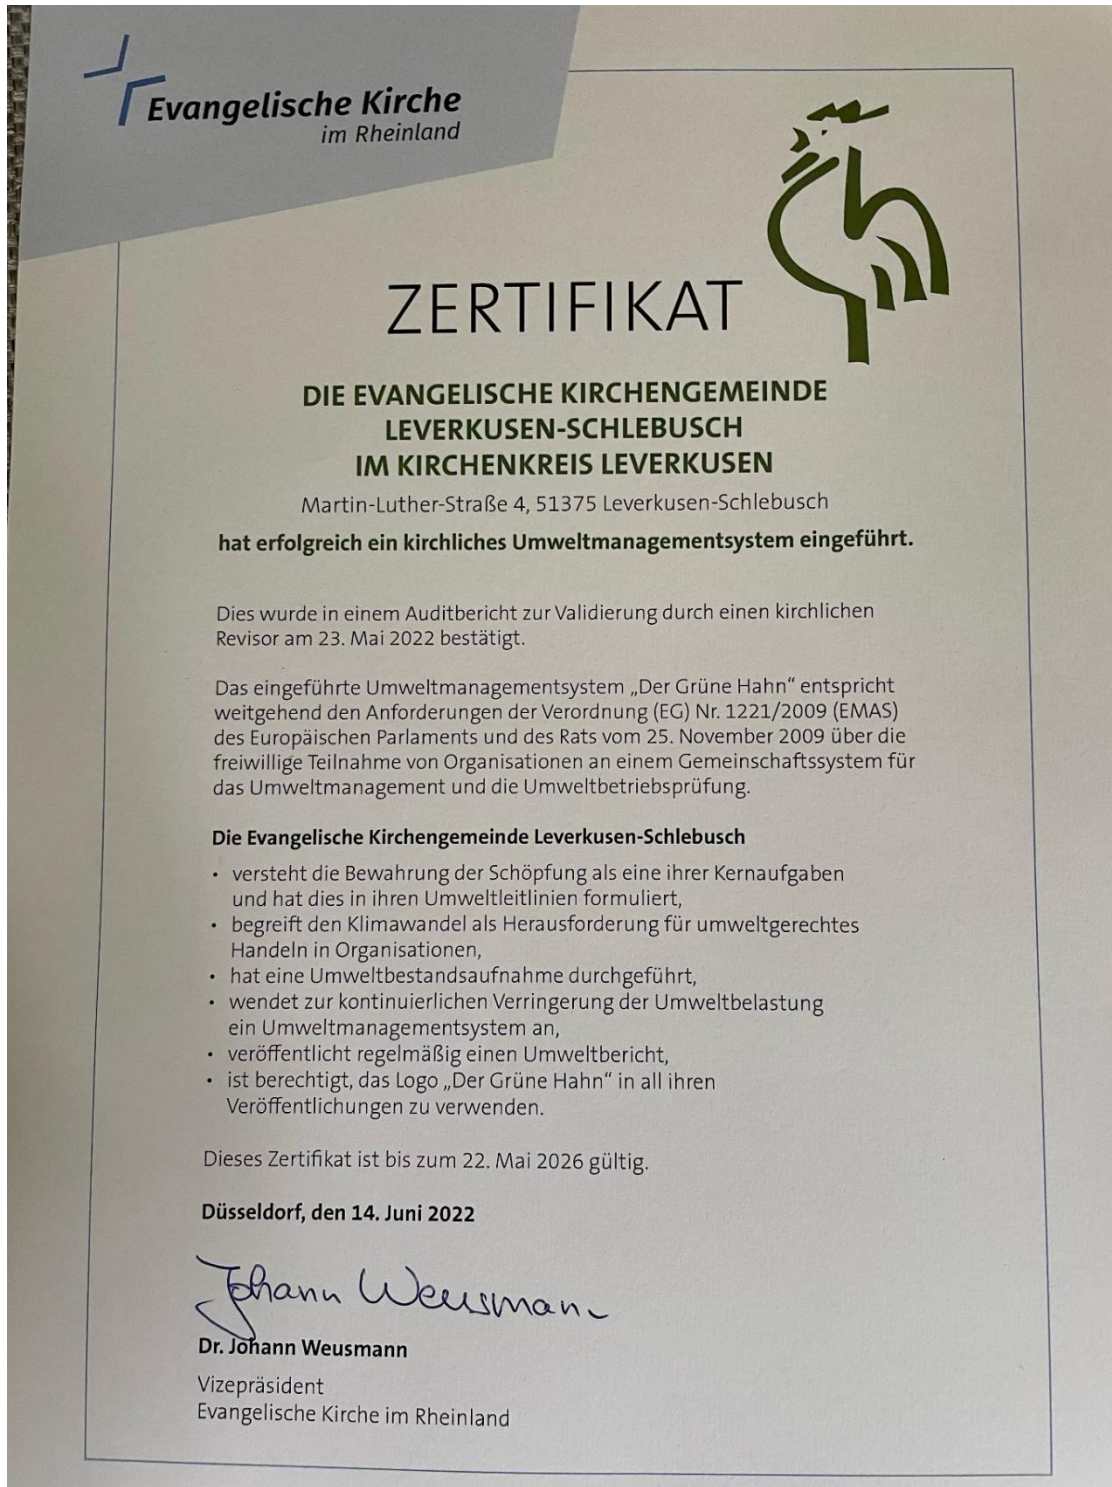 Evangelische Kirche
im Rheinland
ZERTIFIKAT
DIE EVANGELISCHE KIRCHENGEMEINDE
LEVERKUSEN-SCHLEBUSCH
IM KIRCHENKREIS LEVERKUSEN
Martin-Luther-Straße 4, 51375 Leverkusen-Schlebusch
hat erfolgreich ein kirchliches Umweltmanagementsystem eingeführt.
Dies wurde in einem Auditbericht zur Validierung durch einen kirchlichen
Revisor am 23. Mai 2022 bestätigt.
Das eingeführte Umweltmanagementsystem „Der Grüne Hahn“ entspricht
weitgehend den Anforderungen der Verordnung (EG) Nr. 1221/2009 (EMAS)
des Europäischen Parlaments und des Rats vom 25. November 2009 über die
freiwillige Teilnahme von Organisationen an einem Gemeinschaftssystem für
das Umweltmanagement und die Umweltbetriebsprüfung.
Die Evangelische Kirchengemeinde Leverkusen-Schlebusch
• versteht die Bewahrung der Schöpfung als eine ihrer Kernaufgaben
und hat dies in ihren Umweltleitlinien formuliert,
• begreift den Klimawandel als Herausforderung für umweltgerechtes
Handeln in Organisationen,
• hat eine Umweltbestandsaufnahme durchgeführt,
• wendet zur kontinuierlichen Verringerung der Umweltbelastung
ein Umweltmanagementsystem an,
• veröffentlicht regelmäßig einen Umweltbericht,
• ist berechtigt, das Logo „Der Grüne Hahn“ in all ihren
Veröffentlichungen zu verwenden.
Dieses Zertifikat ist bis zum 22. Mai 2026 gültig.
Düsseldorf, den 14. Juni 2022
Johann Weusmann
Dr. Johann Weusmann
Vizepräsident
Evangelische Kirche im Rheinland